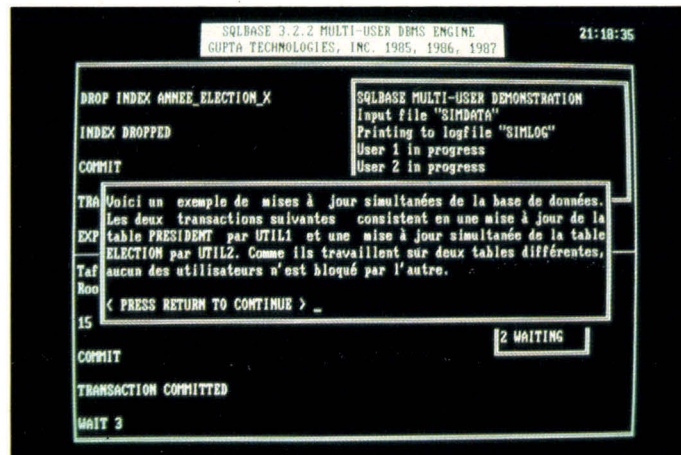 SQLBASE 3.2.2 MULTI-USER DBMS ENGINE
GUPTA TECHNOLOGIES, INC. 1985, 1986, 1987
21:18:35
DROP INDEX ANNEE_ELECTION_X
INDEX DROPPED
COMMIT
SQLBASE MULTI-USER DEMONSTRATION
Input file "SIMDATA"
Printing to logfile "SIMLOG"
User 1 in progress
User 2 in progress
TRA
EXP
Voici un exemple de mises à jour simultanées de la base de données.
Les deux transactions suivantes consistent en une mise à jour de la
table PRESIDENT par UTIL1 et une mise à jour simultanée de la table
ELECTION par UTIL2. Comme ils travaillent sur deux tables différentes,
aucun des utilisateurs n'est bloqué par l'autre.
< PRESS RETURN TO CONTINUE > _
Taf
Roo
15
2 WAITING
COMMIT
TRANSACTION COMMITTED
WAIT 3